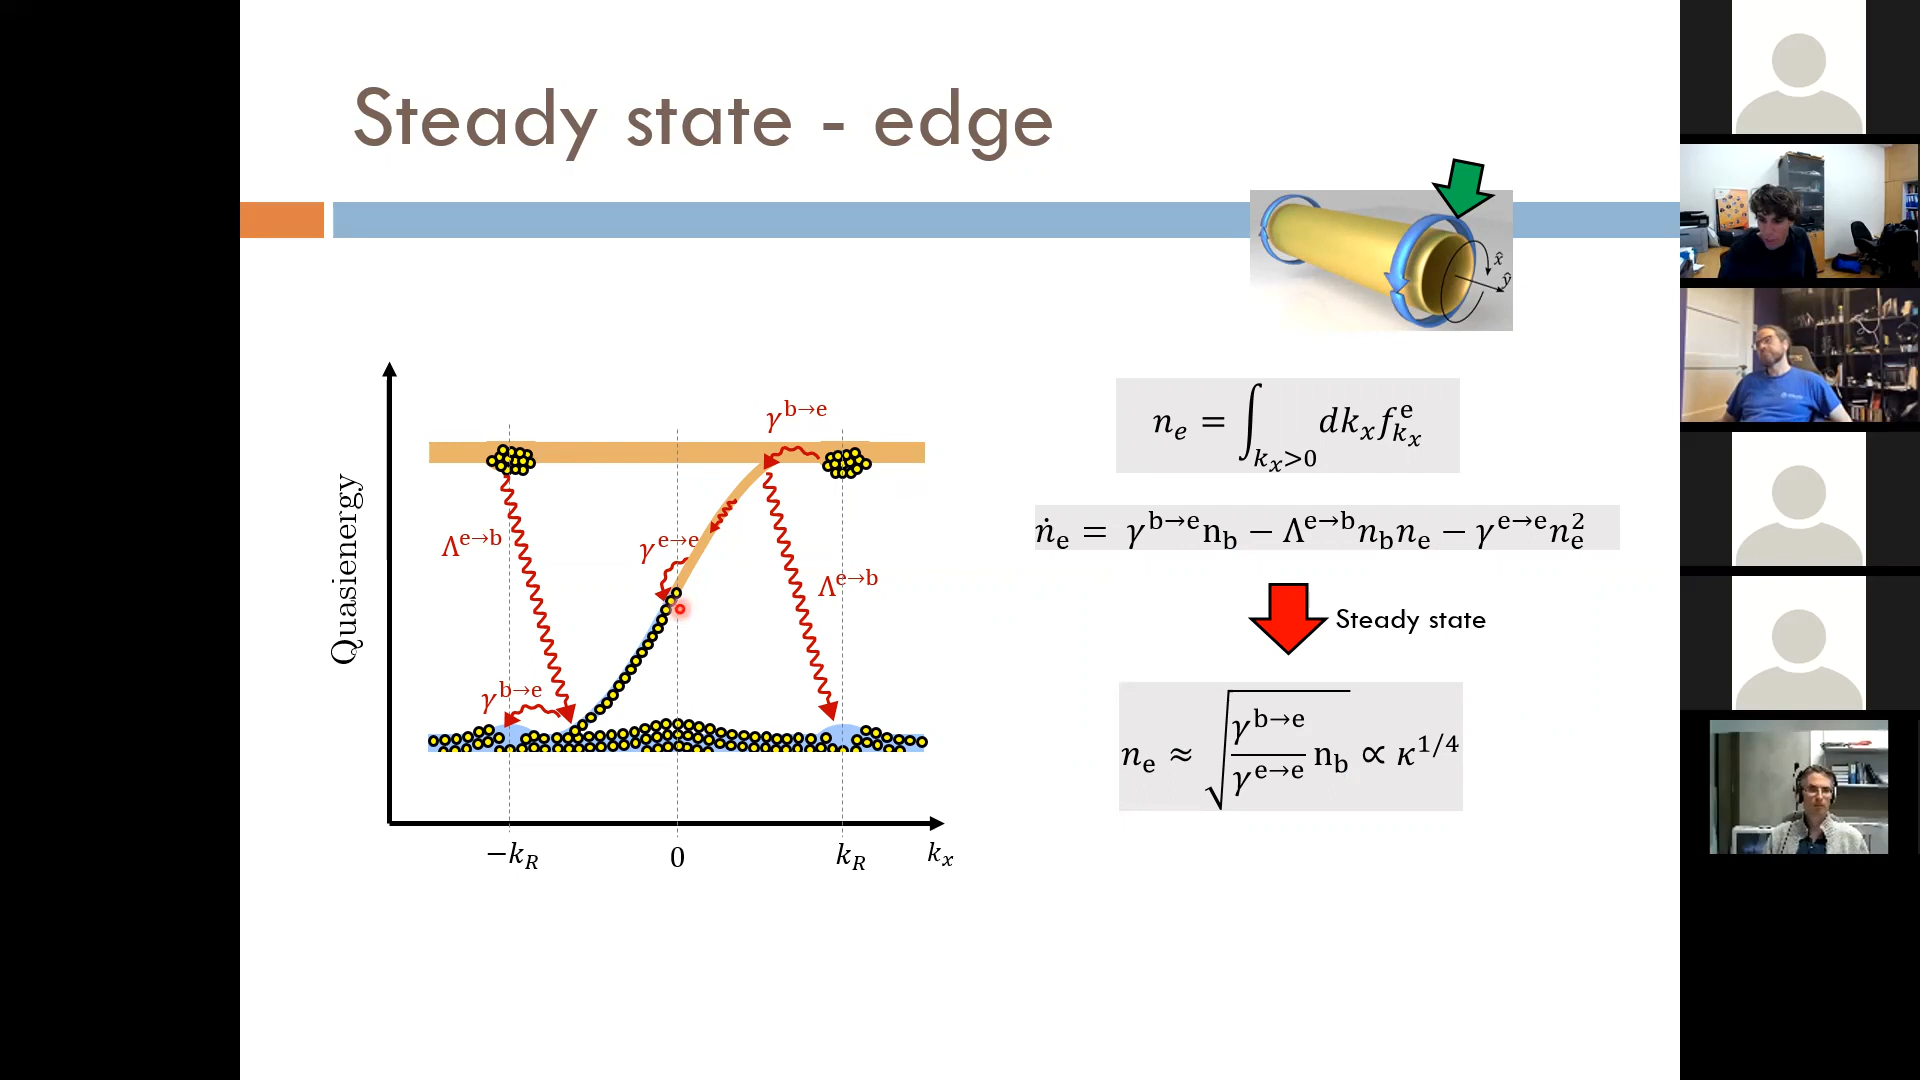 Steady state - edge
x̂
ŷ
Quasienergy
γ^{b→e}
Λ^{e→b}
γ^{e→e}
Λ^{e→b}
γ^{b→e}
−k_R
0
k_R
k_x
n_e = ∫_{k_x>0} dk_x f^e_{k_x}
ṅ_e = γ^{b→e}n_b − Λ^{e→b}n_b n_e − γ^{e→e}n_e^2
Steady state
n_e ≈ √(γ^{b→e}/γ^{e→e} n_b) ∝ κ^{1/4}